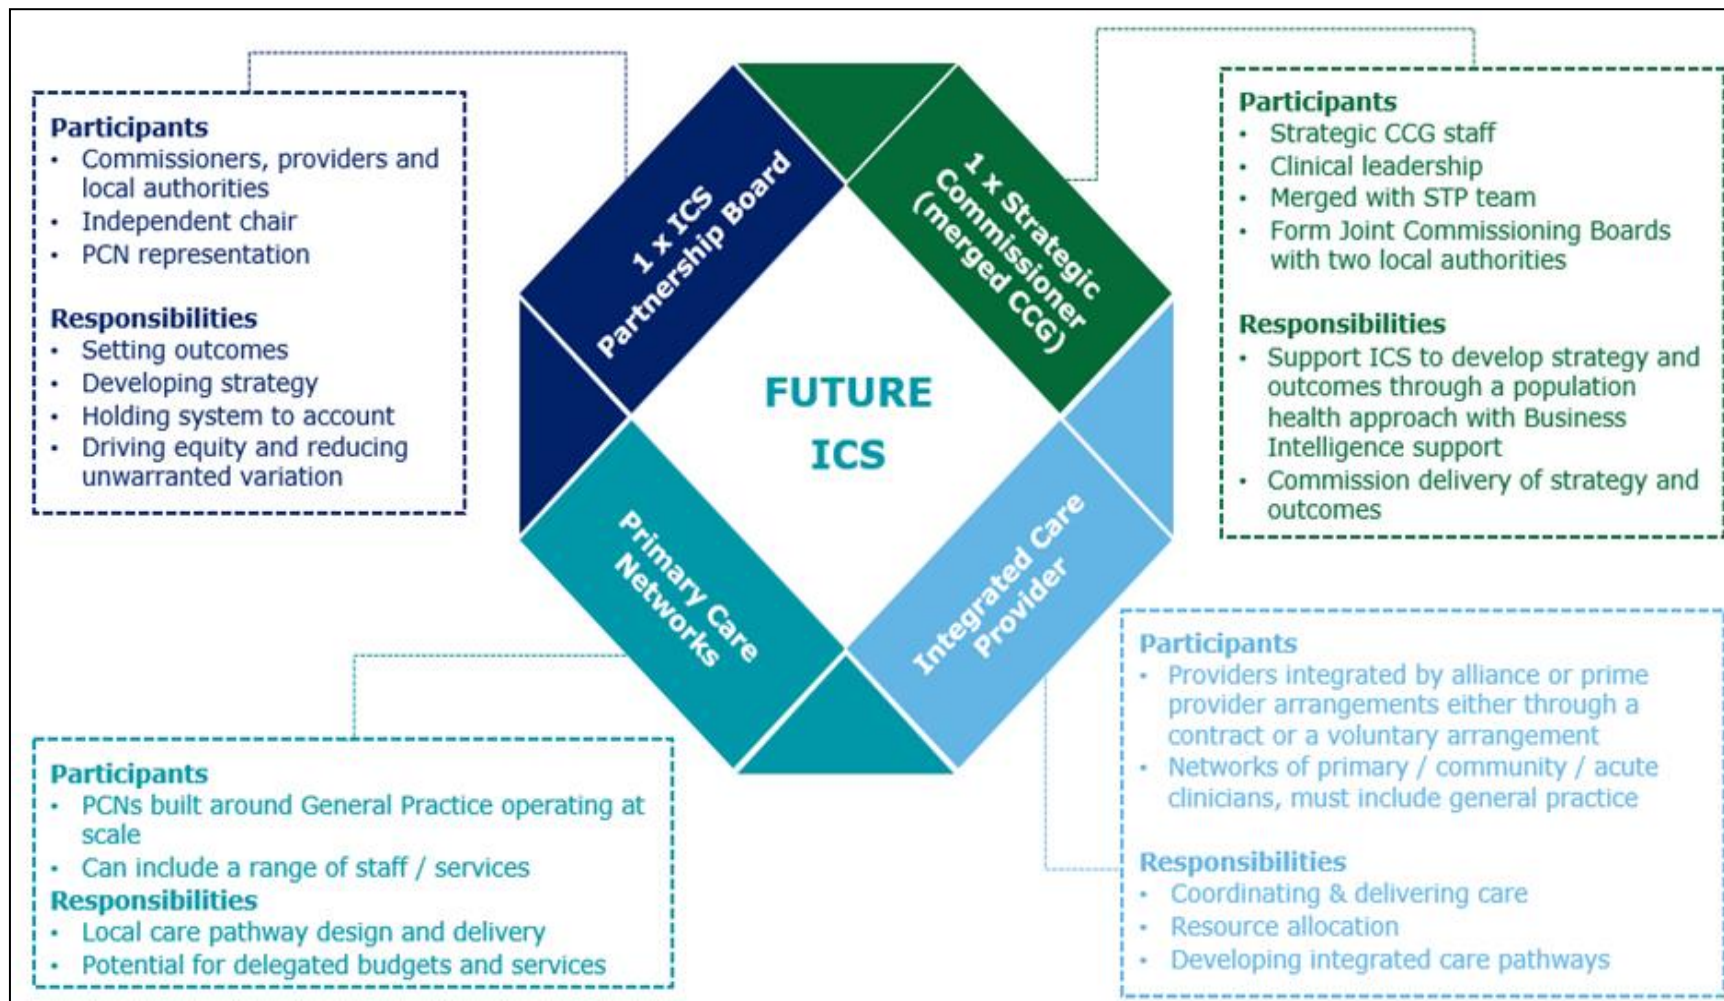 Participants
• Commissioners, providers and
local authorities
• Independent chair
• PCN representation
Responsibilities
• Setting outcomes
• Developing strategy
• Holding system to account
• Driving equity and reducing
unwarranted variation
1 x ICS
Partnership Board
1 x Strategic
Commissioner
(merged CCG)
Participants
• Strategic CCG staff
• Clinical leadership
• Merged with STP team
• Form Joint Commissioning Boards
with two local authorities
Responsibilities
• Support ICS to develop strategy and
outcomes through a population
health approach with Business
Intelligence support
• Commission delivery of strategy and
outcomes
FUTURE
ICS
Primary Care
Networks
Integrated Care
Provider
Participants
• PCNs built around General Practice operating at
scale
• Can include a range of staff / services
Responsibilities
• Local care pathway design and delivery
• Potential for delegated budgets and services
Participants
• Providers integrated by alliance or prime
provider arrangements either through a
contract or a voluntary arrangement
• Networks of primary / community / acute
clinicians, must include general practice
Responsibilities
• Coordinating & delivering care
• Resource allocation
• Developing integrated care pathways